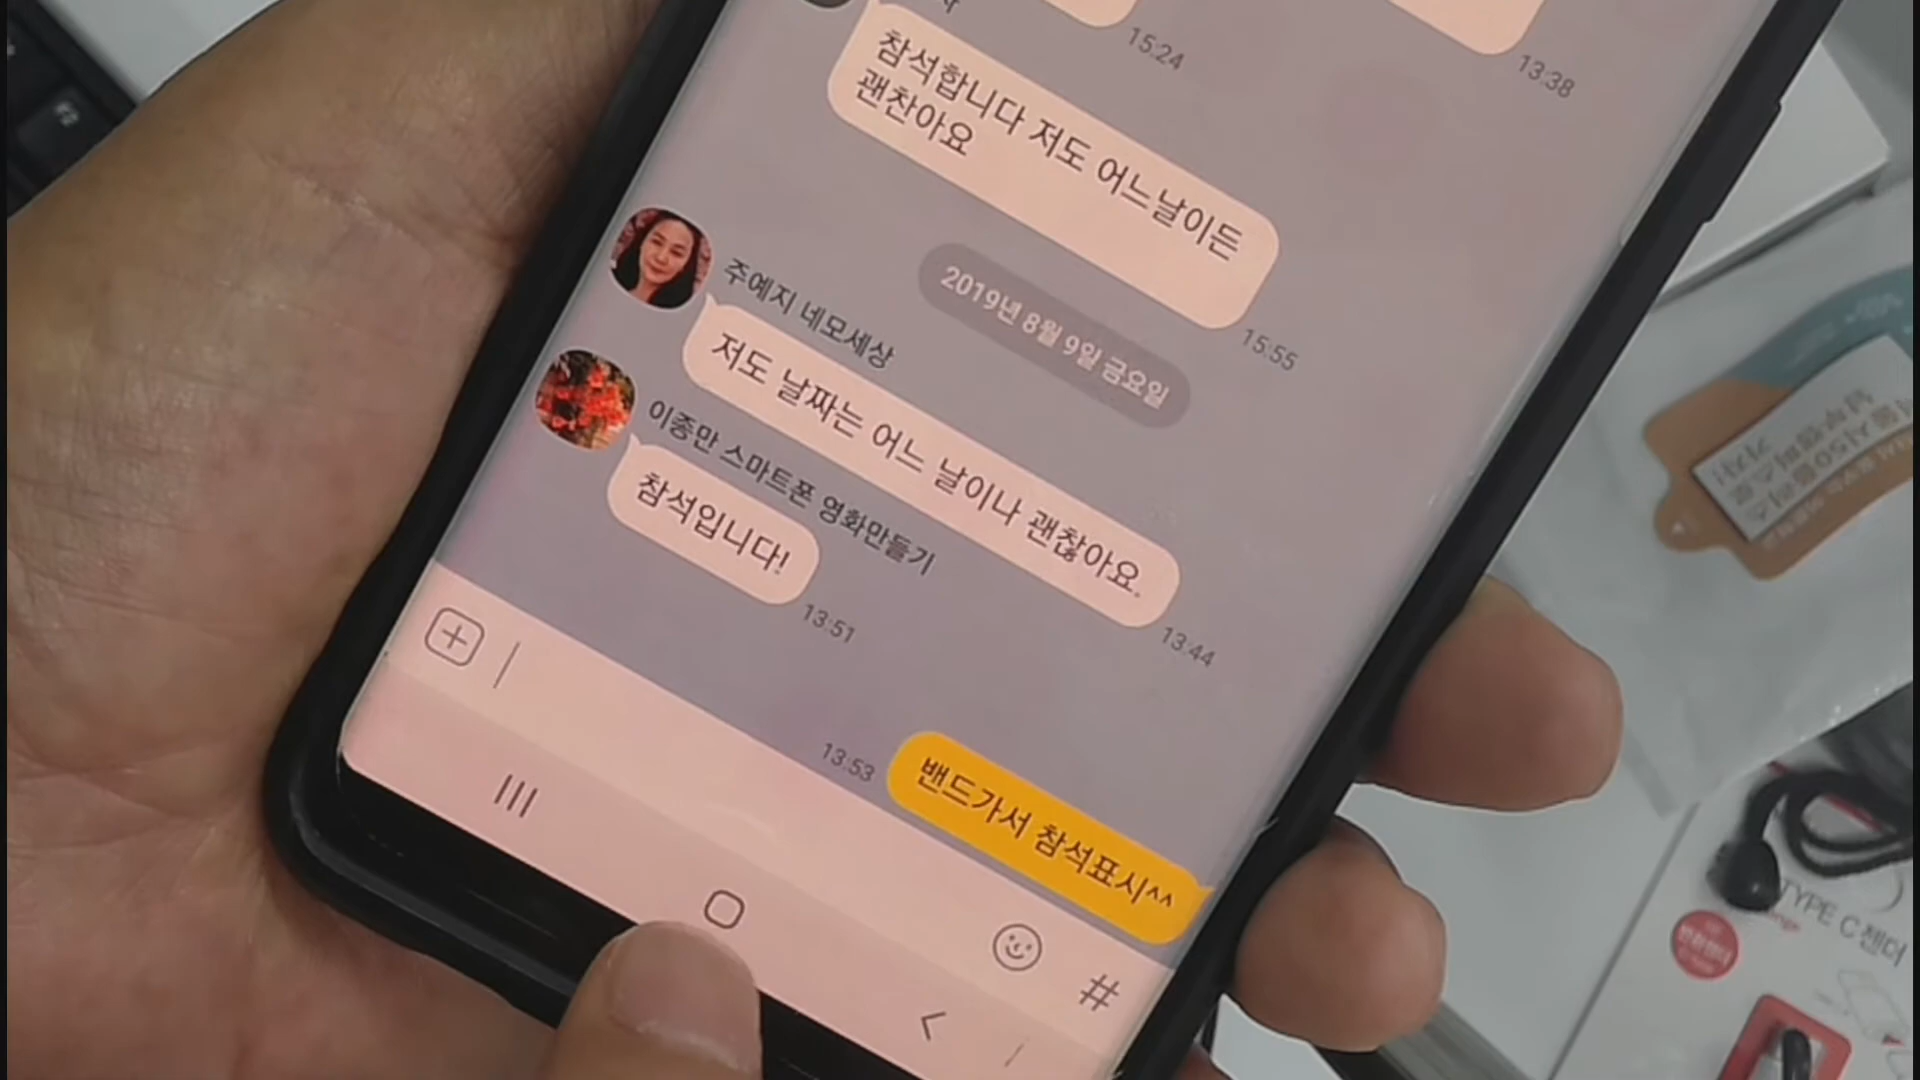 15:24
13:38
참석합니다 저도 어느날이든
괜찬아요
15:55
2019년 8월 9일 금요일
주예지 네모세상
저도 날짜는 어느 날이나 괜찮아요.
13:44
이종만 스마트폰 영화만들기
참석입니다!
13:51
13:53
밴드가서 참석표시^^
#
TYPE C 젠더